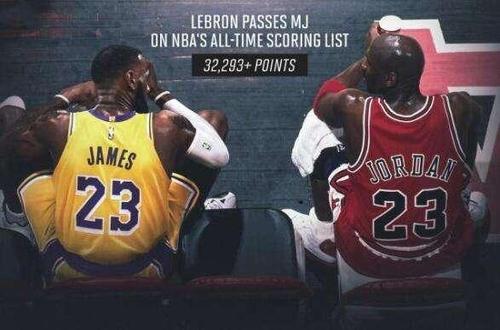 LEBRON PASSES MJ
ON NBA'S ALL-TIME SCORING LIST
32,293+ POINTS
JAMES
23
JORDAN
23